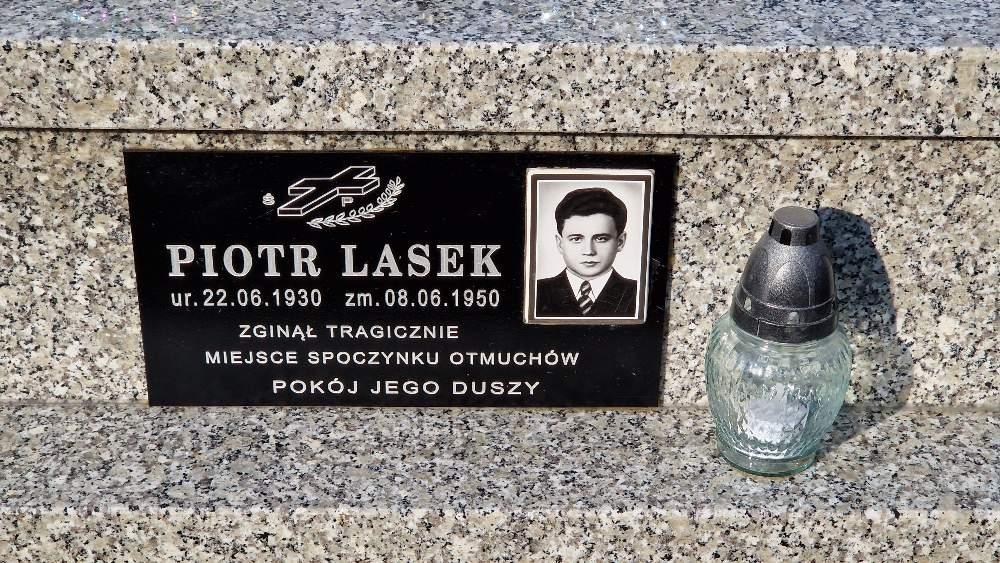 Ś P
PIOTR LASEK
ur. 22.06.1930 zm. 08.06.1950
ZGINĄŁ TRAGICZNIE
MIEJSCE SPOCZYNKU OTMUCHÓW
POKÓJ JEGO DUSZY